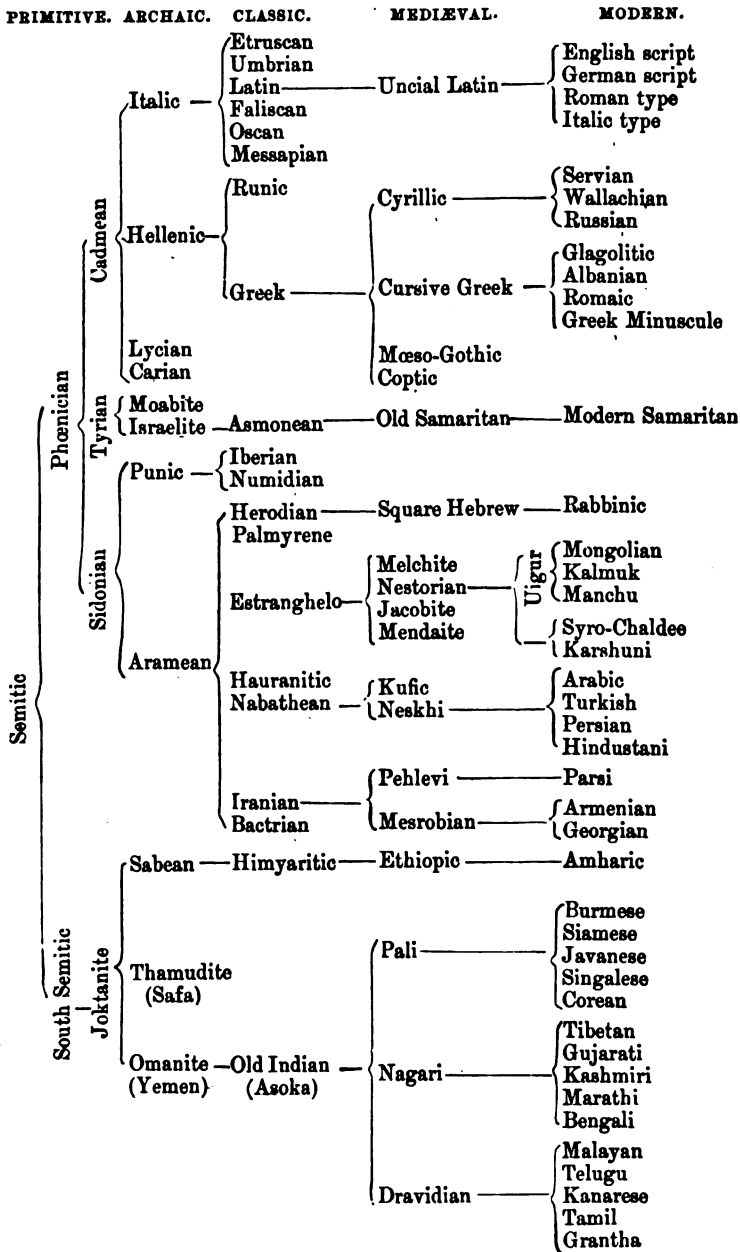 PRIMITIVE. ARCHAIC. CLASSIC. MEDIÆVAL. MODERN.
Semitic
Phœnician
South Semitic
Cadmean
Tyrian
Sidonian
Joktanite
Italic
Etruscan
Umbrian
Latin
Faliscan
Oscan
Messapian
Uncial Latin
English script
German script
Roman type
Italic type
Hellenic
Runic
Greek
Cyrillic
Servian
Wallachian
Russian
Cursive Greek
Glagolitic
Albanian
Romaic
Greek Minuscule
Mœso-Gothic
Coptic
Lycian
Carian
Moabite
Israelite
Asmonean
Old Samaritan
Modern Samaritan
Punic
Iberian
Numidian
Aramean
Herodian
Palmyrene
Square Hebrew
Rabbinic
Estranghelo
Melchite
Nestorian
Jacobite
Mendaite
Uigur
Mongolian
Kalmuk
Manchu
Syro-Chaldee
Karshuni
Hauranitic
Nabathean
Kufic
Neskhi
Arabic
Turkish
Persian
Hindustani
Iranian
Bactrian
Pehlevi
Parsi
Mesrobian
Armenian
Georgian
Sabean
Himyaritic
Ethiopic
Amharic
Thamudite
(Safa)
Omanite
(Yemen)
Old Indian
(Asoka)
Pali
Burmese
Siamese
Javanese
Singalese
Corean
Nagari
Tibetan
Gujarati
Kashmiri
Marathi
Bengali
Dravidian
Malayan
Telugu
Kanarese
Tamil
Grantha